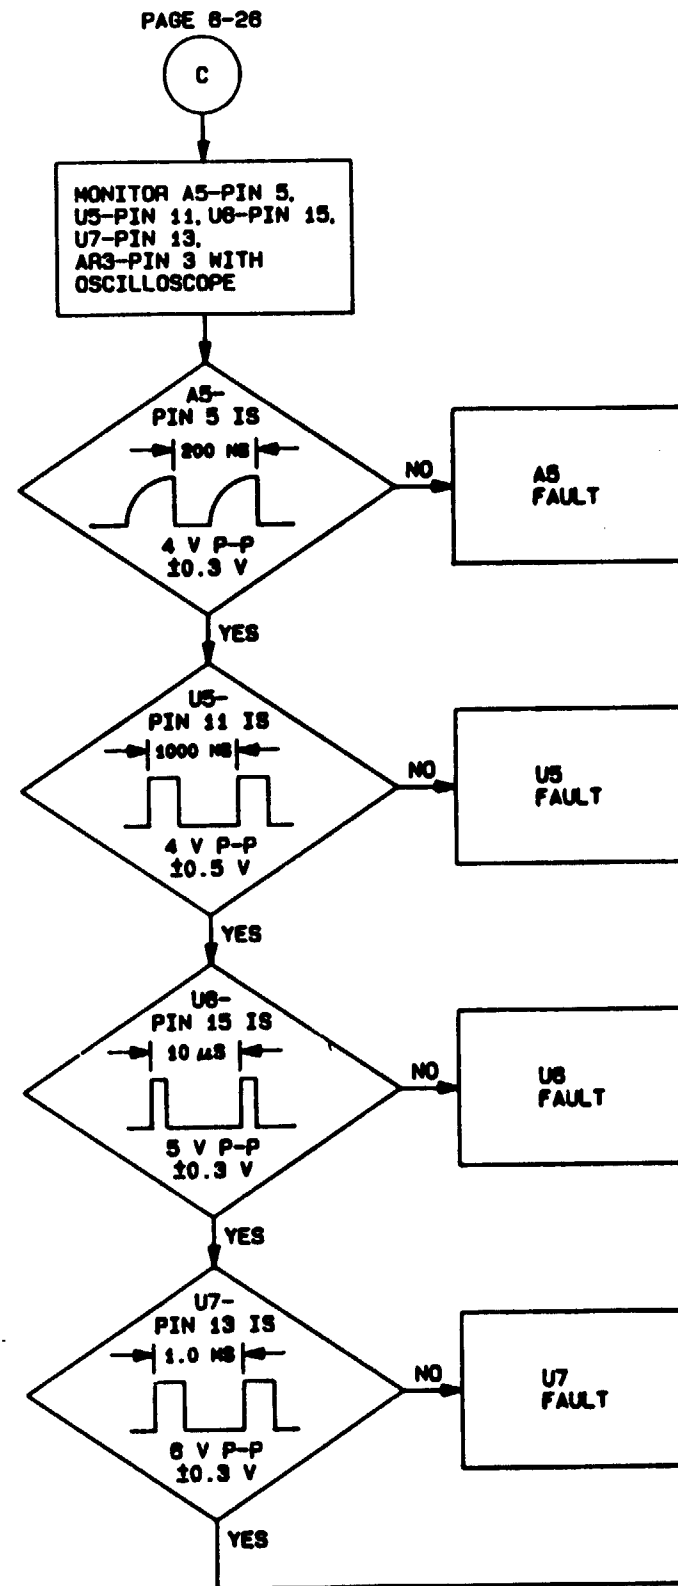 PAGE 6-26
C
MONITOR A5-PIN 5,
U5-PIN 11, U6-PIN 15,
U7-PIN 13,
AR3-PIN 3 WITH
OSCILLOSCOPE
A5-
PIN 5 IS
200 NS
4 V P-P
±0.3 V
NO
A5
FAULT
YES
U5-
PIN 11 IS
1000 NS
4 V P-P
±0.5 V
NO
U5
FAULT
YES
U6-
PIN 15 IS
10 µS
5 V P-P
±0.3 V
NO
U6
FAULT
YES
U7-
PIN 13 IS
1.0 MS
6 V P-P
±0.3 V
NO
U7
FAULT
YES